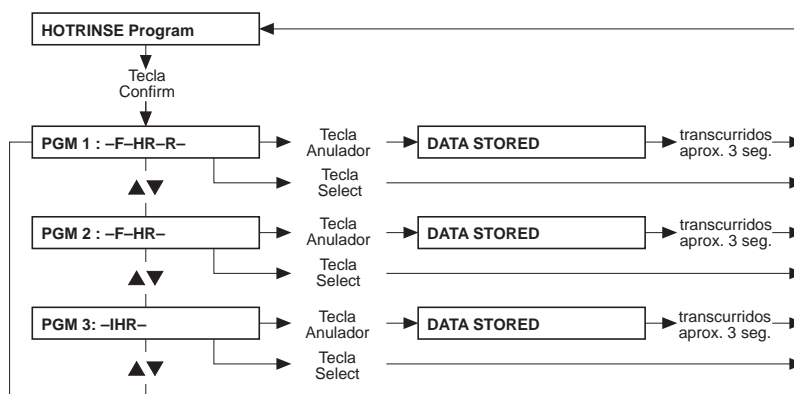 HOTRINSE Program
Tecla
Confirm
PGM 1 : –F–HR–R–
Tecla
Anulador
DATA STORED
transcurridos
aprox. 3 seg.
Tecla
Select
PGM 2 : –F–HR–
Tecla
Anulador
DATA STORED
transcurridos
aprox. 3 seg.
Tecla
Select
PGM 3: –IHR–
Tecla
Anulador
DATA STORED
transcurridos
aprox. 3 seg.
Tecla
Select